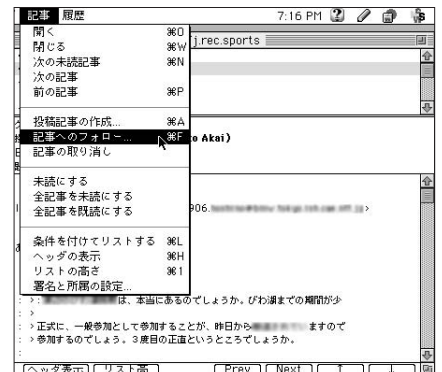 記事 履歴 7:16 PM
j.rec.sports
開く ⌘O
閉じる ⌘W
次の未読記事 ⌘N
次の記事
前の記事 ⌘P
投稿記事の作成... ⌘A
記事へのフォロー... ⌘F
o Akai)
記事の取り消し
未読にする
全記事を未読にする
全記事を既読にする
906.
条件を付けてリストする ⌘L
ヘッダの表示 ⌘H
リストの高さ ⌘1
署名と所属の設定...
: >: は、本当にあるのでしょうか。びわ湖までの期間が少
: >
: >正式に、一般参加として参加することが、昨日から ますので
: >参加するのでしょう。3度目の正直というところでしょうか。
:
ヘッダ表示 リスト高 Prev Next ↑ ↓